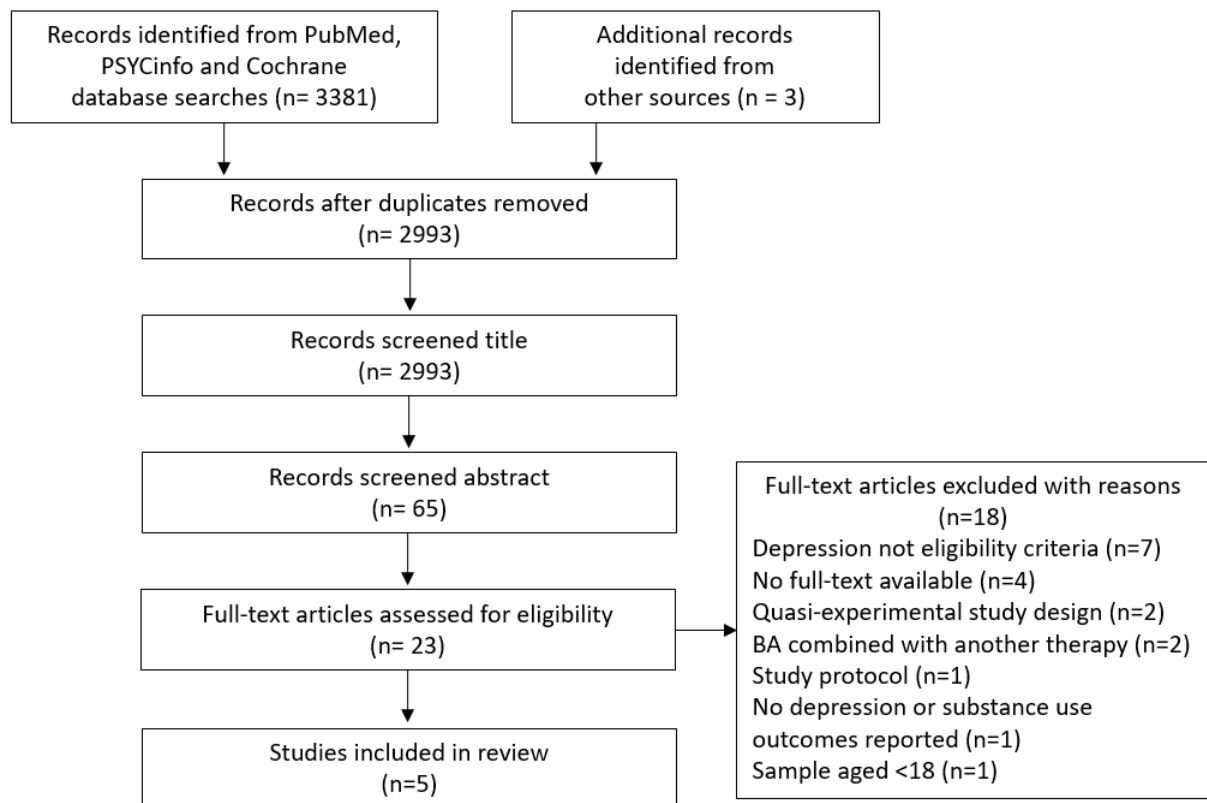 Records identified from PubMed,
PSYCinfo and Cochrane
database searches (n= 3381)
Additional records
identified from
other sources (n = 3)
Records after duplicates removed
(n= 2993)
Records screened title
(n= 2993)
Records screened abstract
(n= 65)
Full-text articles assessed for eligibility
(n= 23)
Full-text articles excluded with reasons
(n=18)
Depression not eligibility criteria (n=7)
No full-text available (n=4)
Quasi-experimental study design (n=2)
BA combined with another therapy (n=2)
Study protocol (n=1)
No depression or substance use
outcomes reported (n=1)
Sample aged <18 (n=1)
Studies included in review
(n=5)